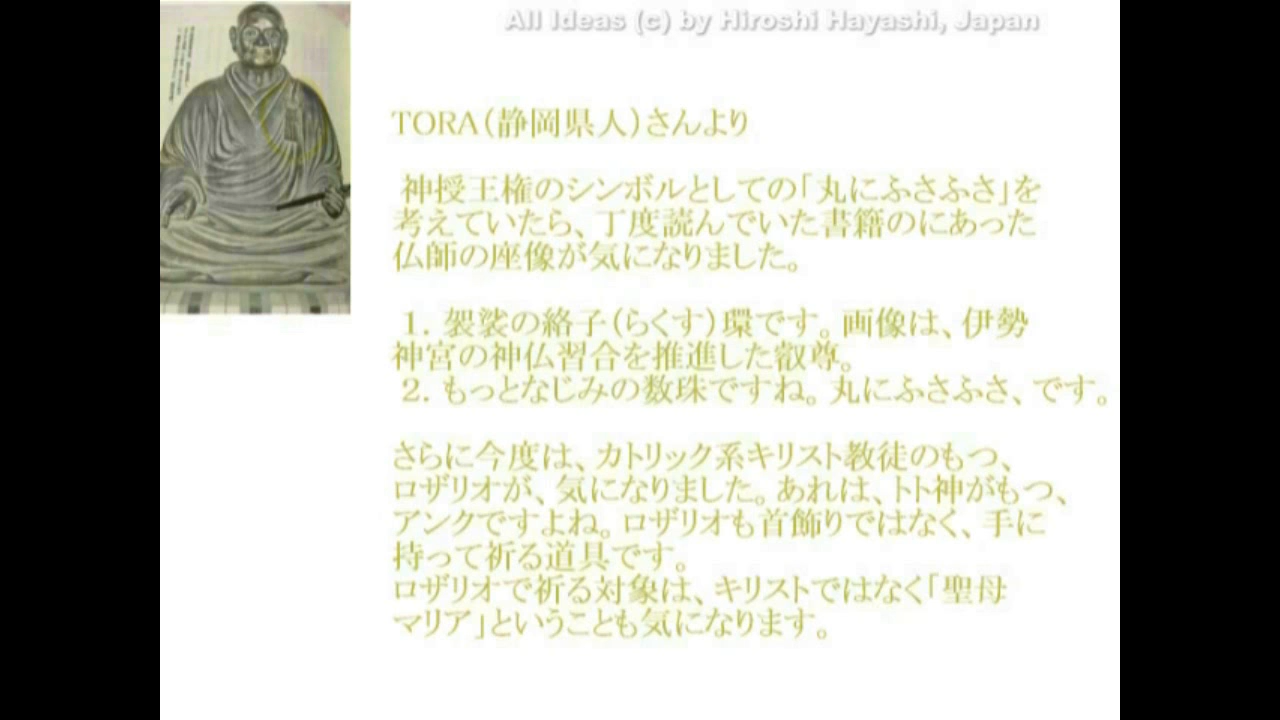 All Ideas (c) by Hiroshi Hayashi, Japan
TORA(静岡県人)さんより
神授王権のシンボルとしての「丸にふさふさ」を
考えていたら、丁度読んでいた書籍のにあった
仏師の座像が気になりました。
1. 袈裟の絡子(らくす)環です。画像は、伊勢
神宮の神仏習合を推進した叡尊。
2. もっとなじみの数珠ですね。丸にふさふさ、です。
さらに今度は、カトリック系キリスト教徒のもつ、
ロザリオが、気になりました。あれは、トト神がもつ、
アンクですよね。ロザリオも首飾りではなく、手に
持って祈る道具です。
ロザリオで祈る対象は、キリストではなく「聖母
マリア」ということも気になります。